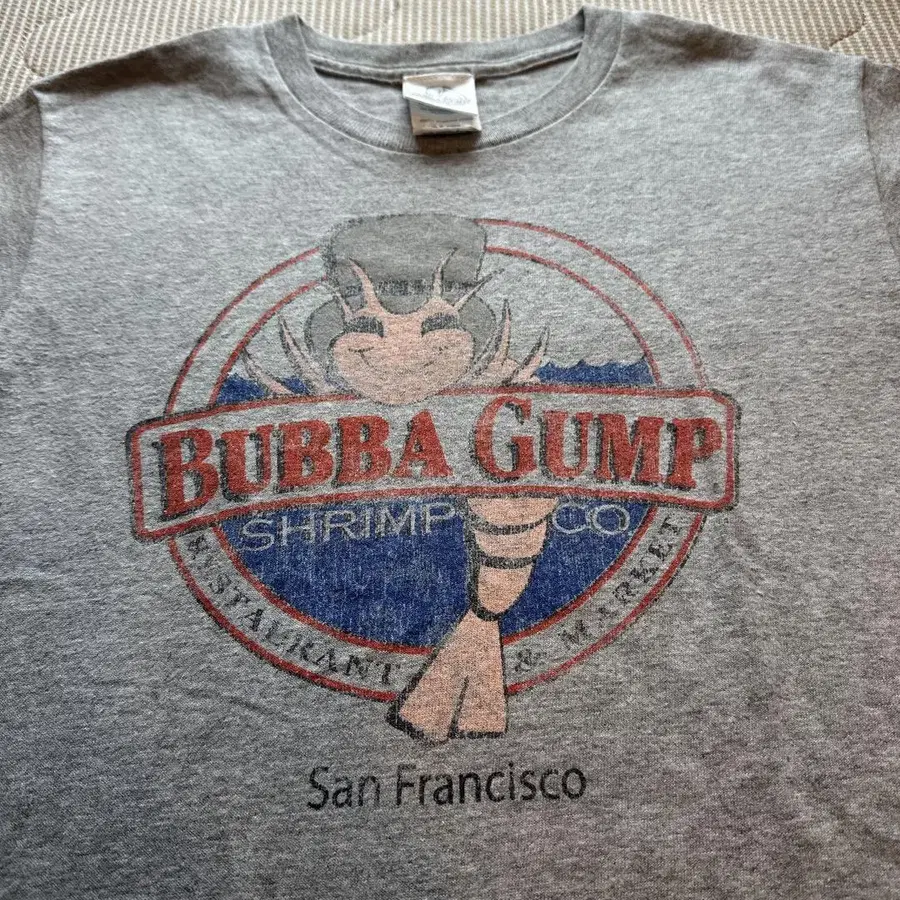 BUBBA GUMP
SHRIMP CO
RESTAURANT & MARKET
San Francisco